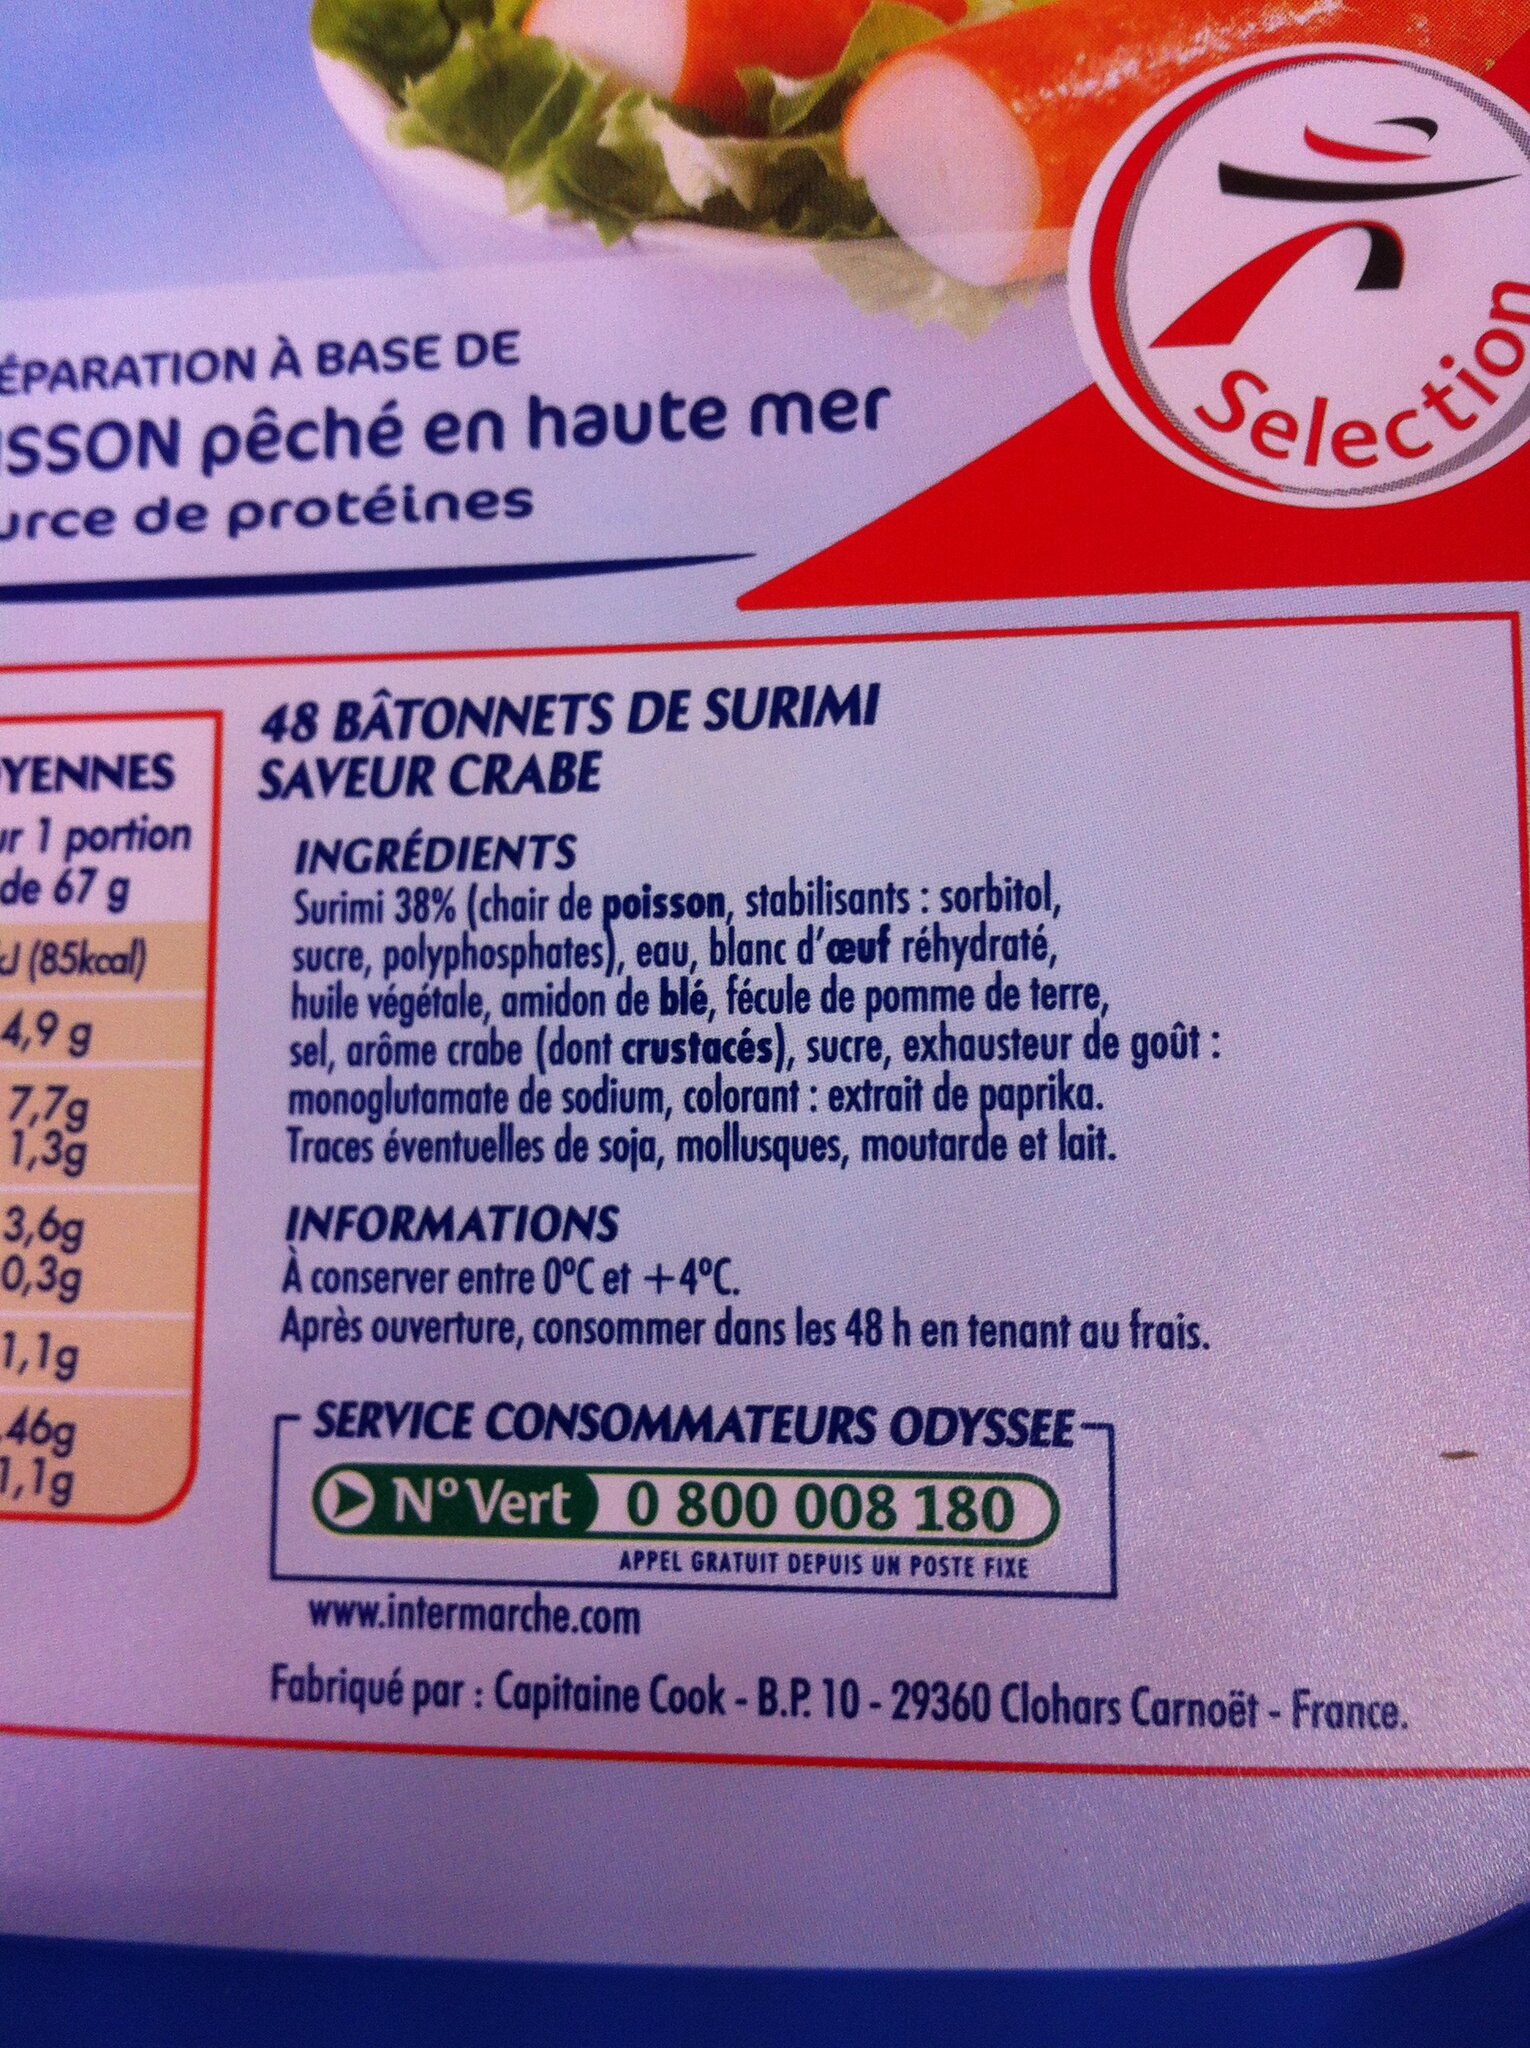 ÉPARATION À BASE DE
ISSON pêché en haute mer
urce de protéines
Selection
YENNES
ur 1 portion
de 67 g
kJ (85kcal)
4,9 g
7,7g
1,3g
3,6g
0,3g
1,1g
46g
1,1g
48 BÂTONNETS DE SURIMI
SAVEUR CRABE
INGRÉDIENTS
Surimi 38% (chair de poisson, stabilisants : sorbitol,
sucre, polyphosphates), eau, blanc d'œuf réhydraté,
huile végétale, amidon de blé, fécule de pomme de terre,
sel, arôme crabe (dont crustacés), sucre, exhausteur de goût :
monoglutamate de sodium, colorant : extrait de paprika.
Traces éventuelles de soja, mollusques, moutarde et lait.
INFORMATIONS
À conserver entre 0°C et +4°C.
Après ouverture, consommer dans les 48 h en tenant au frais.
SERVICE CONSOMMATEURS ODYSSEE
N° Vert 0 800 008 180
APPEL GRATUIT DEPUIS UN POSTE FIXE
www.intermarche.com
Fabriqué par : Capitaine Cook - B.P. 10 - 29360 Clohars Carnoët - France.